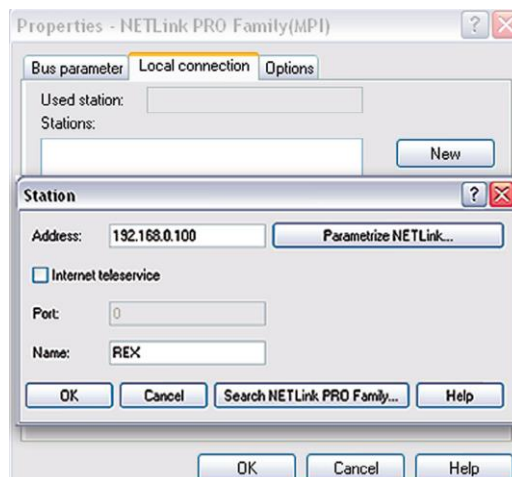 Properties - NETLink PRO Family(MPI)
Bus parameter Local connection Options
Used station:
Stations:
New
Station
Address: 192.168.0.100 Parametrize NETLink...
Internet teleservice
Port: 0
Name: REX
OK Cancel Search NETLink PRO Family... Help
OK Cancel Help